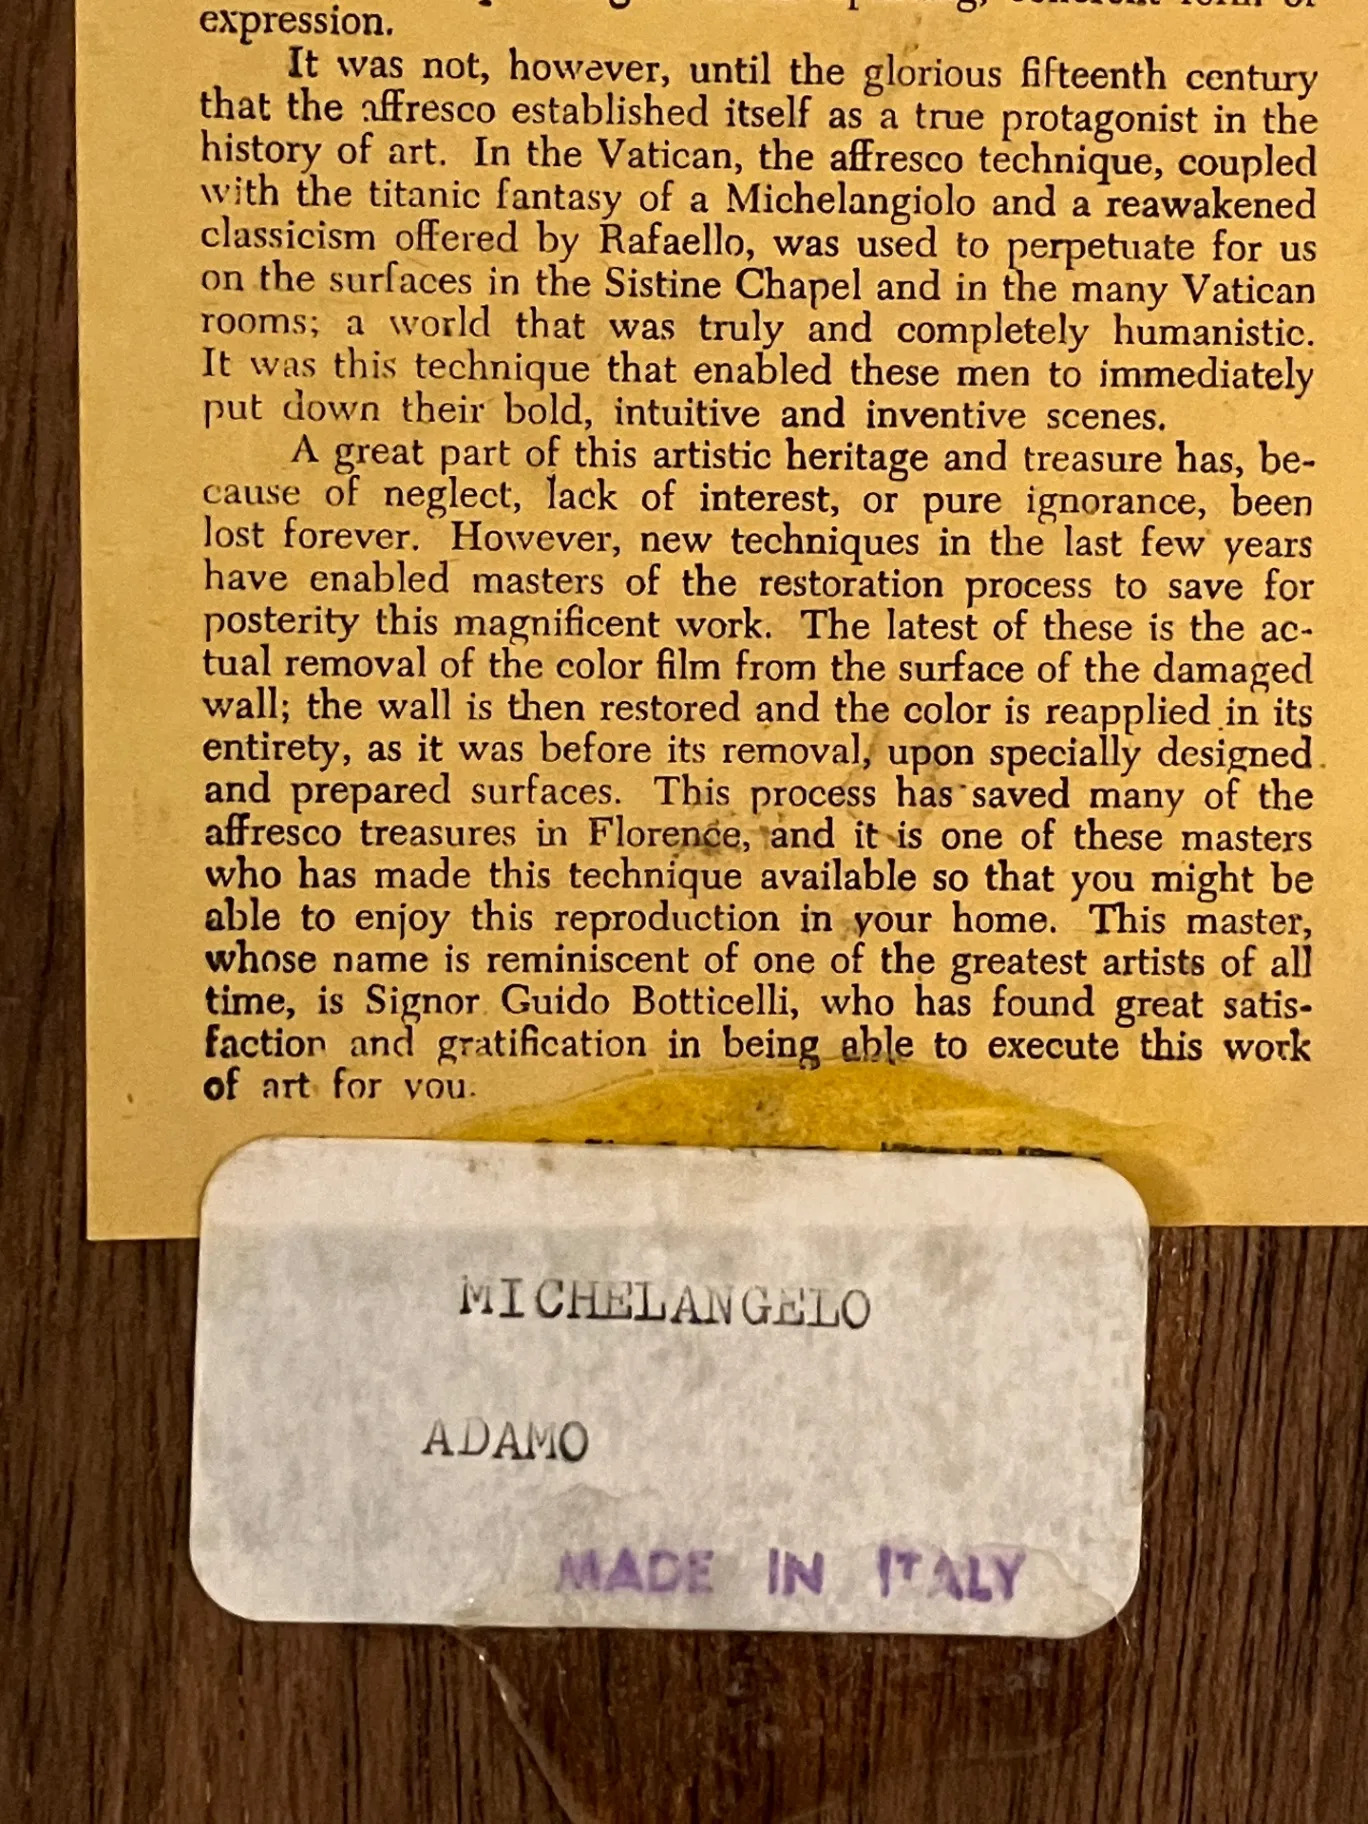 expression.
It was not, however, until the glorious fifteenth century
that the affresco established itself as a true protagonist in the
history of art. In the Vatican, the affresco technique, coupled
with the titanic fantasy of a Michelangiolo and a reawakened
classicism offered by Rafaello, was used to perpetuate for us
on the surfaces in the Sistine Chapel and in the many Vatican
rooms; a world that was truly and completely humanistic.
It was this technique that enabled these men to immediately
put down their bold, intuitive and inventive scenes.
A great part of this artistic heritage and treasure has, be-
cause of neglect, lack of interest, or pure ignorance, been
lost forever. However, new techniques in the last few years
have enabled masters of the restoration process to save for
posterity this magnificent work. The latest of these is the ac-
tual removal of the color film from the surface of the damaged
wall; the wall is then restored and the color is reapplied in its
entirety, as it was before its removal, upon specially designed
and prepared surfaces. This process has saved many of the
affresco treasures in Florence, and it is one of these masters
who has made this technique available so that you might be
able to enjoy this reproduction in your home. This master,
whose name is reminiscent of one of the greatest artists of all
time, is Signor Guido Botticelli, who has found great satis-
faction and gratification in being able to execute this work
of art for you.
MICHELANGELO
ADAMO
MADE IN ITALY